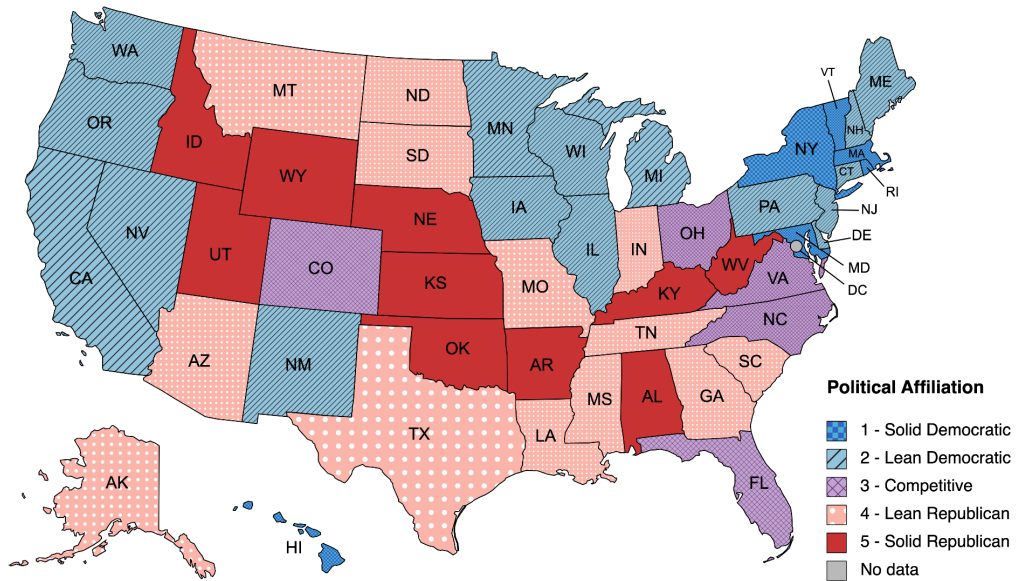 WA
MT
ND
MN
VT
ME
OR
ID
SD
WI
MI
NH
NY
MA
CT
RI
WY
NE
IA
PA
NJ
NV
UT
CO
IL
IN
OH
DE
MD
DC
CA
KS
MO
WV
VA
KY
NC
AZ
NM
OK
AR
TN
SC
MS
AL
GA
TX
LA
FL
AK
HI
Political Affiliation
1 - Solid Democratic
2 - Lean Democratic
3 - Competitive
4 - Lean Republican
5 - Solid Republican
No data